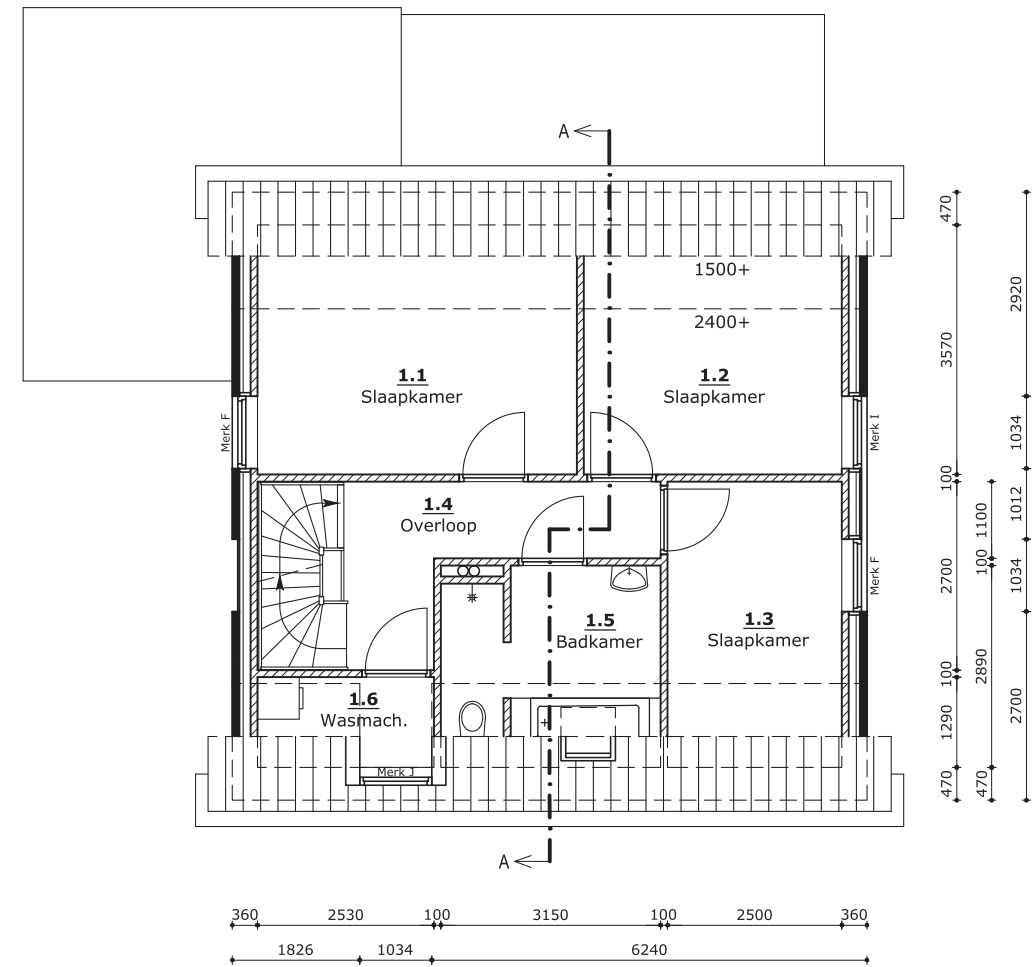 A
1500+
2400+
1.1
Slaapkamer
1.2
Slaapkamer
Merk F
Merk I
1.4
Overloop
Merk F
1.5
Badkamer
1.3
Slaapkamer
1.6
Wasmach.
Merk J
A
470
3570
100
2700
100
1290
470
1100
100
2890
470
2920
1034
1012
1034
2700
360 2530 100 3150 100 2500 360
1826 1034 6240